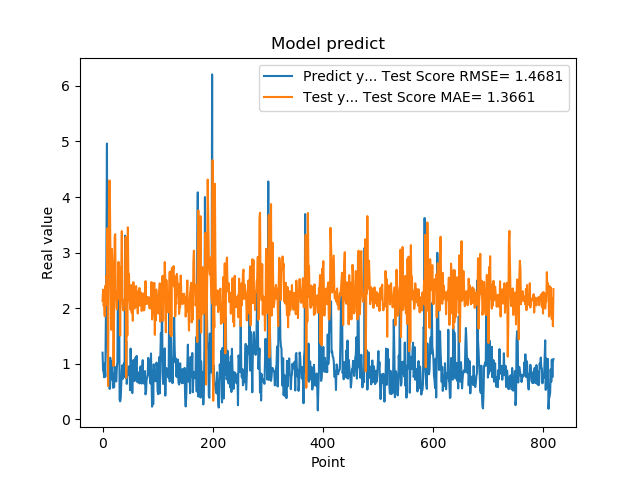 Model predict
Predict y... Test Score RMSE= 1.4681
Test y... Test Score MAE= 1.3661
Real value
6
5
4
3
2
1
0
0 200 400 600 800
Point